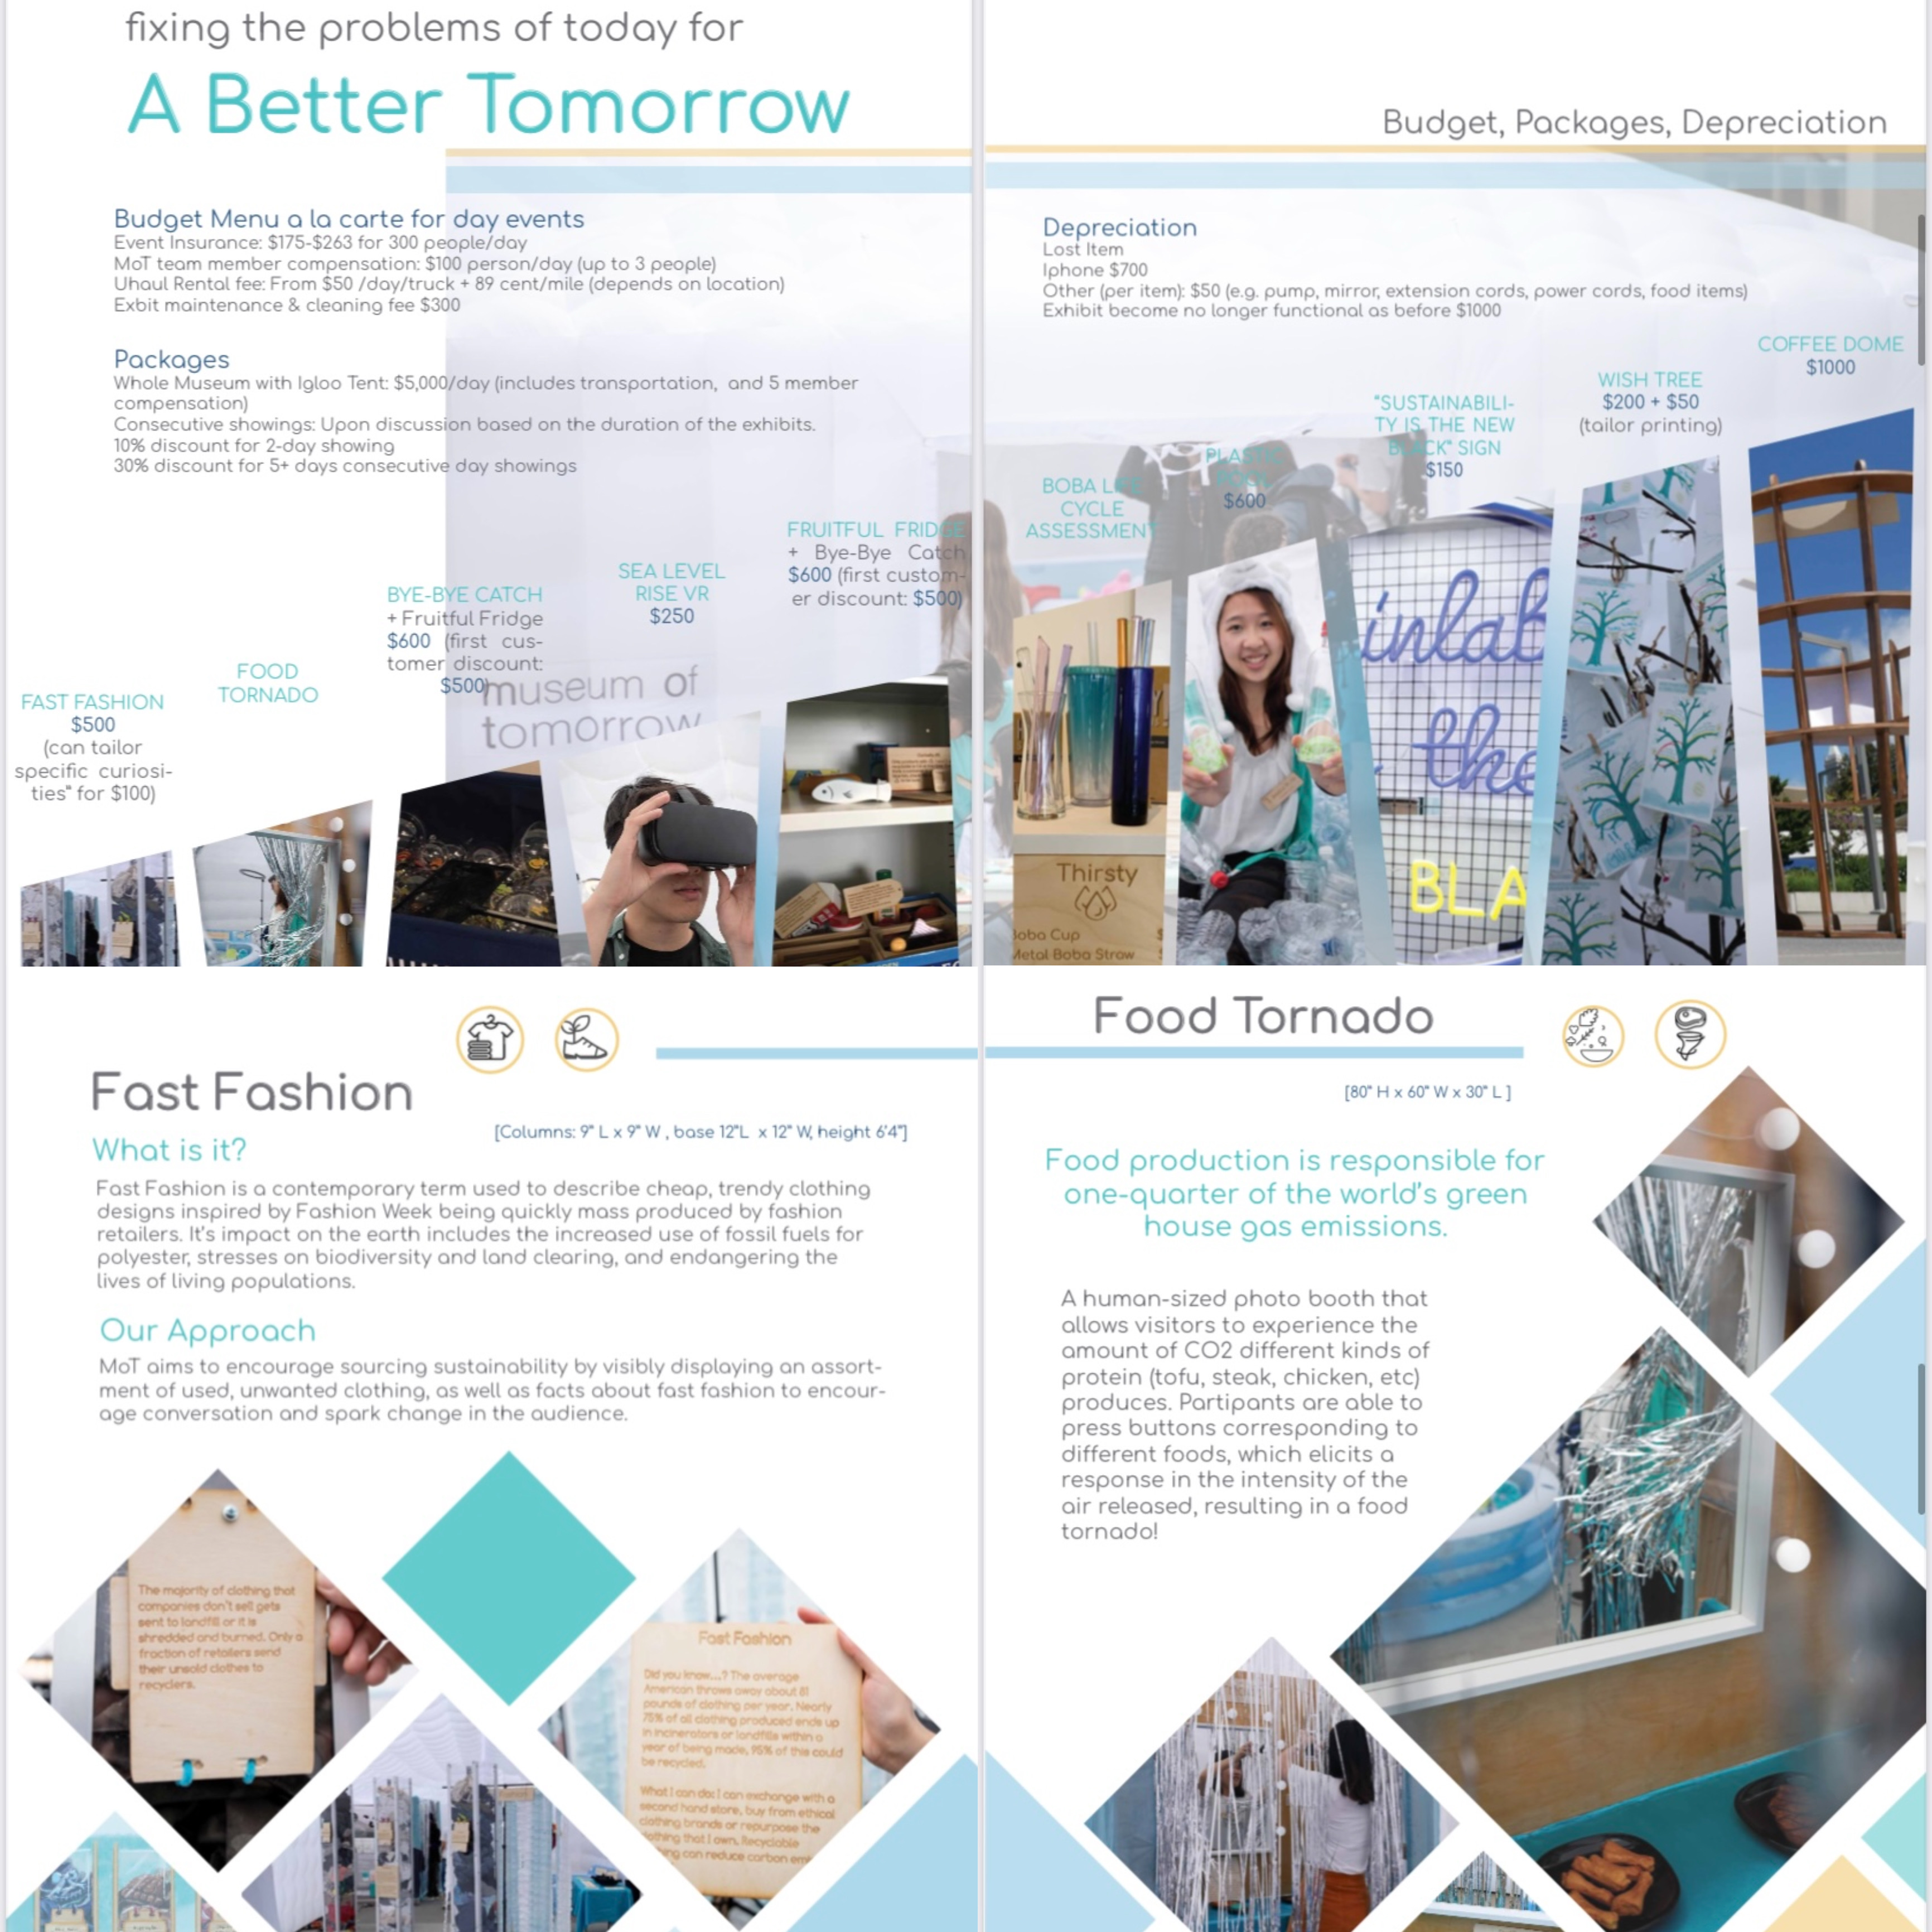 fixing the problems of today for
A Better Tomorrow
Budget Menu a la carte for day events
Event Insurance: $175-$263 for 300 people/day
MoT team member compensation: $100 person/day (up to 3 people)
Uhaul Rental fee: From $50 /day/truck + 89 cent/mile (depends on location)
Exbit maintenance & cleaning fee $300
Packages
Whole Museum with Igloo Tent: $5,000/day (includes transportation, and 5 member
compensation)
Consecutive showings: Upon discussion based on the duration of the exhibits.
10% discount for 2-day showing
30% discount for 5+ days consecutive day showings
FAST FASHION
$500
(can tailor
specific curiosi-
ties" for $100)
FOOD
TORNADO
BYE-BYE CATCH
+ Fruitful Fridge
$600 (first cus-
tomer discount:
$500)
SEA LEVEL
RISE VR
$250
FRUITFUL FRIDGE
+ Bye-Bye Catch
$600 (first custom-
er discount: $500)
museum of
tomorrow
Budget, Packages, Depreciation
Depreciation
Lost Item
Iphone $700
Other (per item): $50 (e.g. pump, mirror, extension cords, power cords, food items)
Exhibit become no longer functional as before $1000
BOBA LIFE
CYCLE
ASSESSMENT
PLASTIC
POOL
$600
"SUSTAINABILI-
TY IS THE NEW
BLACK" SIGN
$150
WISH TREE
$200 + $50
(tailor printing)
COFFEE DOME
$1000
Thirsty
Boba Cup
Metal Boba Straw
inlab
the
BLA
Fast Fashion
[Columns: 9" L x 9" W , base 12"L x 12" W, height 6'4"]
What is it?
Fast Fashion is a contemporary term used to describe cheap, trendy clothing
designs inspired by Fashion Week being quickly mass produced by fashion
retailers. It's impact on the earth includes the increased use of fossil fuels for
polyester, stresses on biodiversity and land clearing, and endangering the
lives of living populations.
Our Approach
MoT aims to encourage sourcing sustainability by visibly displaying an assort-
ment of used, unwanted clothing, as well as facts about fast fashion to encour-
age conversation and spark change in the audience.
The majority of clothing that
companies don't sell gets
sent to landfill or it is
shredded and burned. Only a
fraction of retailers send
their unsold clothes to
recyclers.
Fast Fashion
Did you know...? The average
American throws away about 81
pounds of clothing per year. Nearly
75% of all clothing produced ends up
in incinerators or landfills within a
year of being made, 95% of this could
be recycled.
What I can do: I can exchange with a
second hand store, buy from ethical
clothing brands or repurpose the
clothing that I own. Recyclable
can reduce carbon
Food Tornado
[80" H x 60" W x 30" L ]
Food production is responsible for
one-quarter of the world's green
house gas emissions.
A human-sized photo booth that
allows visitors to experience the
amount of CO2 different kinds of
protein (tofu, steak, chicken, etc)
produces. Partipants are able to
press buttons corresponding to
different foods, which elicits a
response in the intensity of the
air released, resulting in a food
tornado!